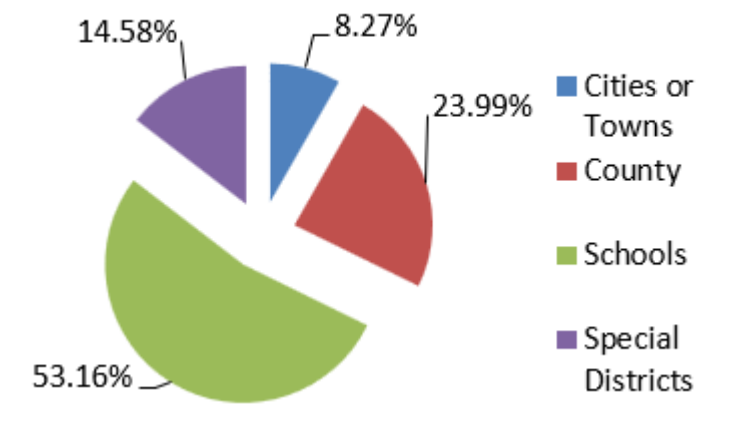 14.58%
8.27%
23.99%
53.16%
Cities or
Towns
County
Schools
Special
Districts